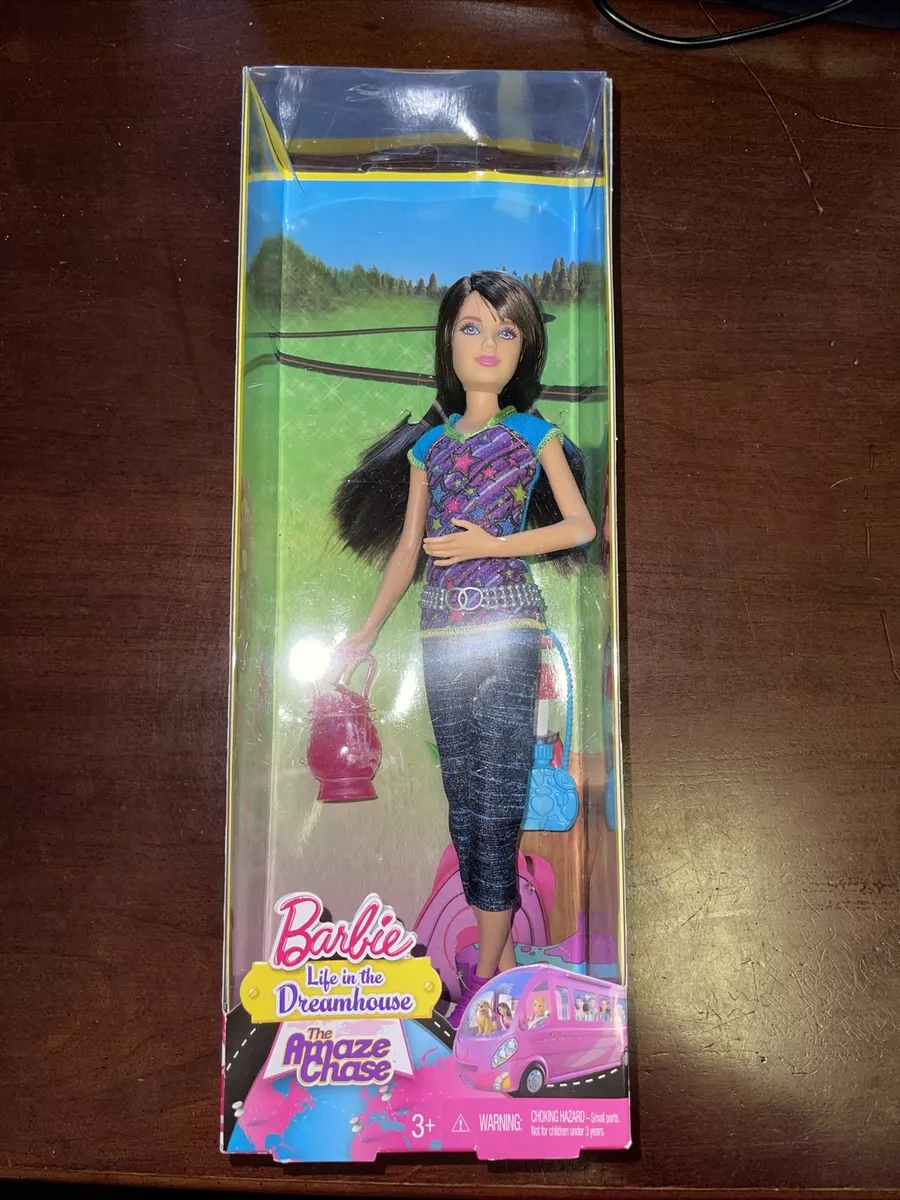 Barbie
Life in the
Dreamhouse
The
Amaze
Chase™
3+
WARNING:
CHOKING HAZARD – Small parts.
Not for children under 3 years.